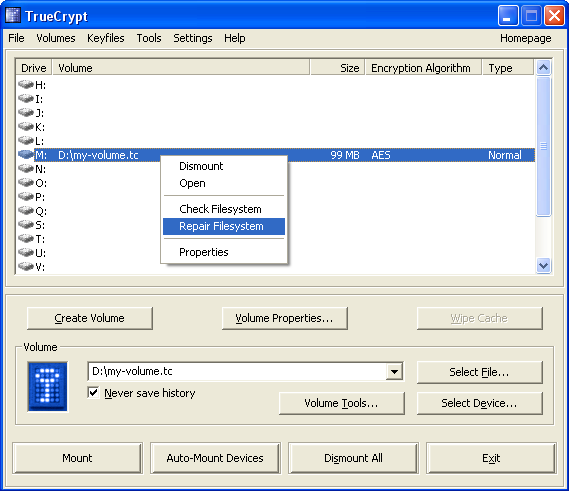 TrueCrypt
File Volumes Keyfiles Tools Settings Help Homepage
Drive Volume Size Encryption Algorithm Type
H:
I:
J:
K:
L:
M: D:\my-volume.tc 99 MB AES Normal
Dismount
N:
Open
O:
P:
Check Filesystem
Q:
Repair Filesystem
S:
T:
Properties
U:
V:
Create Volume Volume Properties... Wipe Cache
Volume
D:\my-volume.tc Select File...
Never save history
Volume Tools... Select Device...
Mount Auto-Mount Devices Dismount All Exit